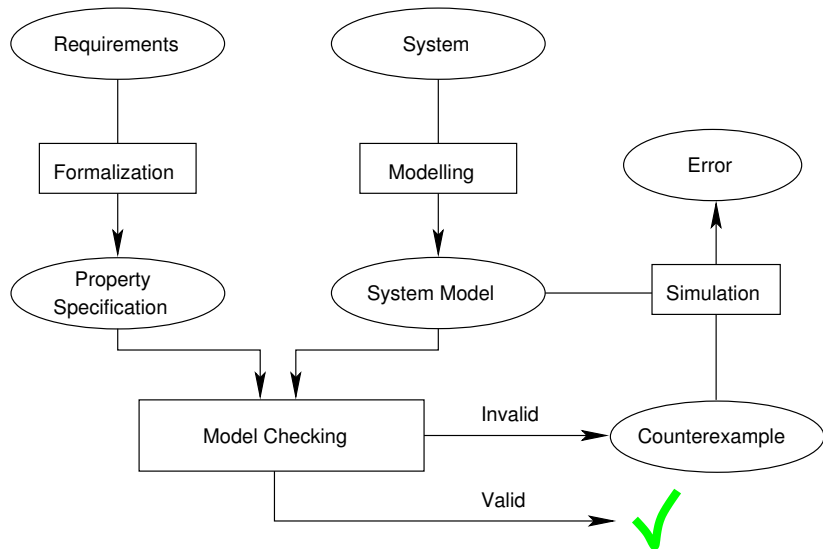 Requirements
System
Formalization
Modelling
Error
Property
Specification
System Model
Simulation
Model Checking
Invalid
Counterexample
Valid